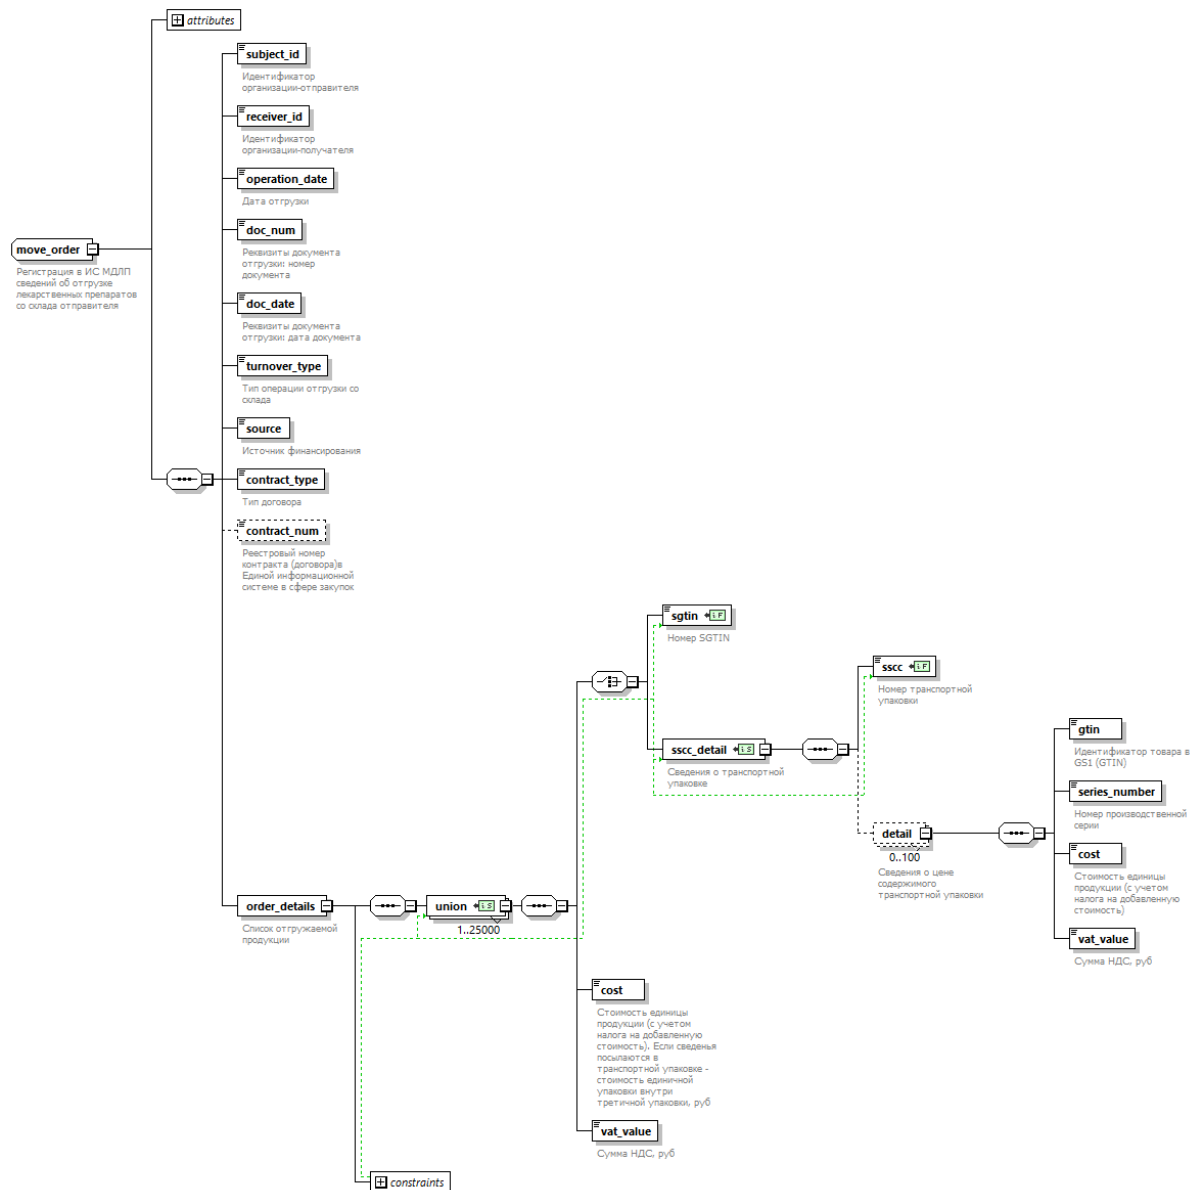 attributes
subject_id
Идентификатор
организации-отправителя
receiver_id
Идентификатор
организации-получателя
operation_date
Дата отгрузки
doc_num
Реквизиты документа
отгрузки: номер
документа
move_order
Регистрация в ИС МДЛП
сведений об отгрузке
лекарственных препаратов
со склада отправителя
doc_date
Реквизиты документа
отгрузки: дата документа
turnover_type
Тип операции отгрузки со
склада
source
Источник финансирования
contract_type
Тип договора
contract_num
Реестровый номер
контракта (договора)в
Единой информационной
системе в сфере закупок
sgtin
Номер SGTIN
sscc
Номер транспортной
упаковки
sscc_detail
Сведения о транспортной
упаковке
gtin
Идентификатор товара в
GS1 (GTIN)
series_number
Номер производственной
серии
detail
0..100
Сведения о цене
содержимого
транспортной упаковки
cost
Стоимость единицы
продукции (с учетом
налога на добавленную
стоимость)
vat_value
Сумма НДС, руб
order_details
Список отгружаемой
продукции
union
1..25000
cost
Стоимость единицы
продукции (с учетом
налога на добавленную
стоимость). Если сведенья
посылаются в
транспортной упаковке -
стоимость единичной
упаковки внутри
третичной упаковки, руб
vat_value
Сумма НДС, руб
constraints